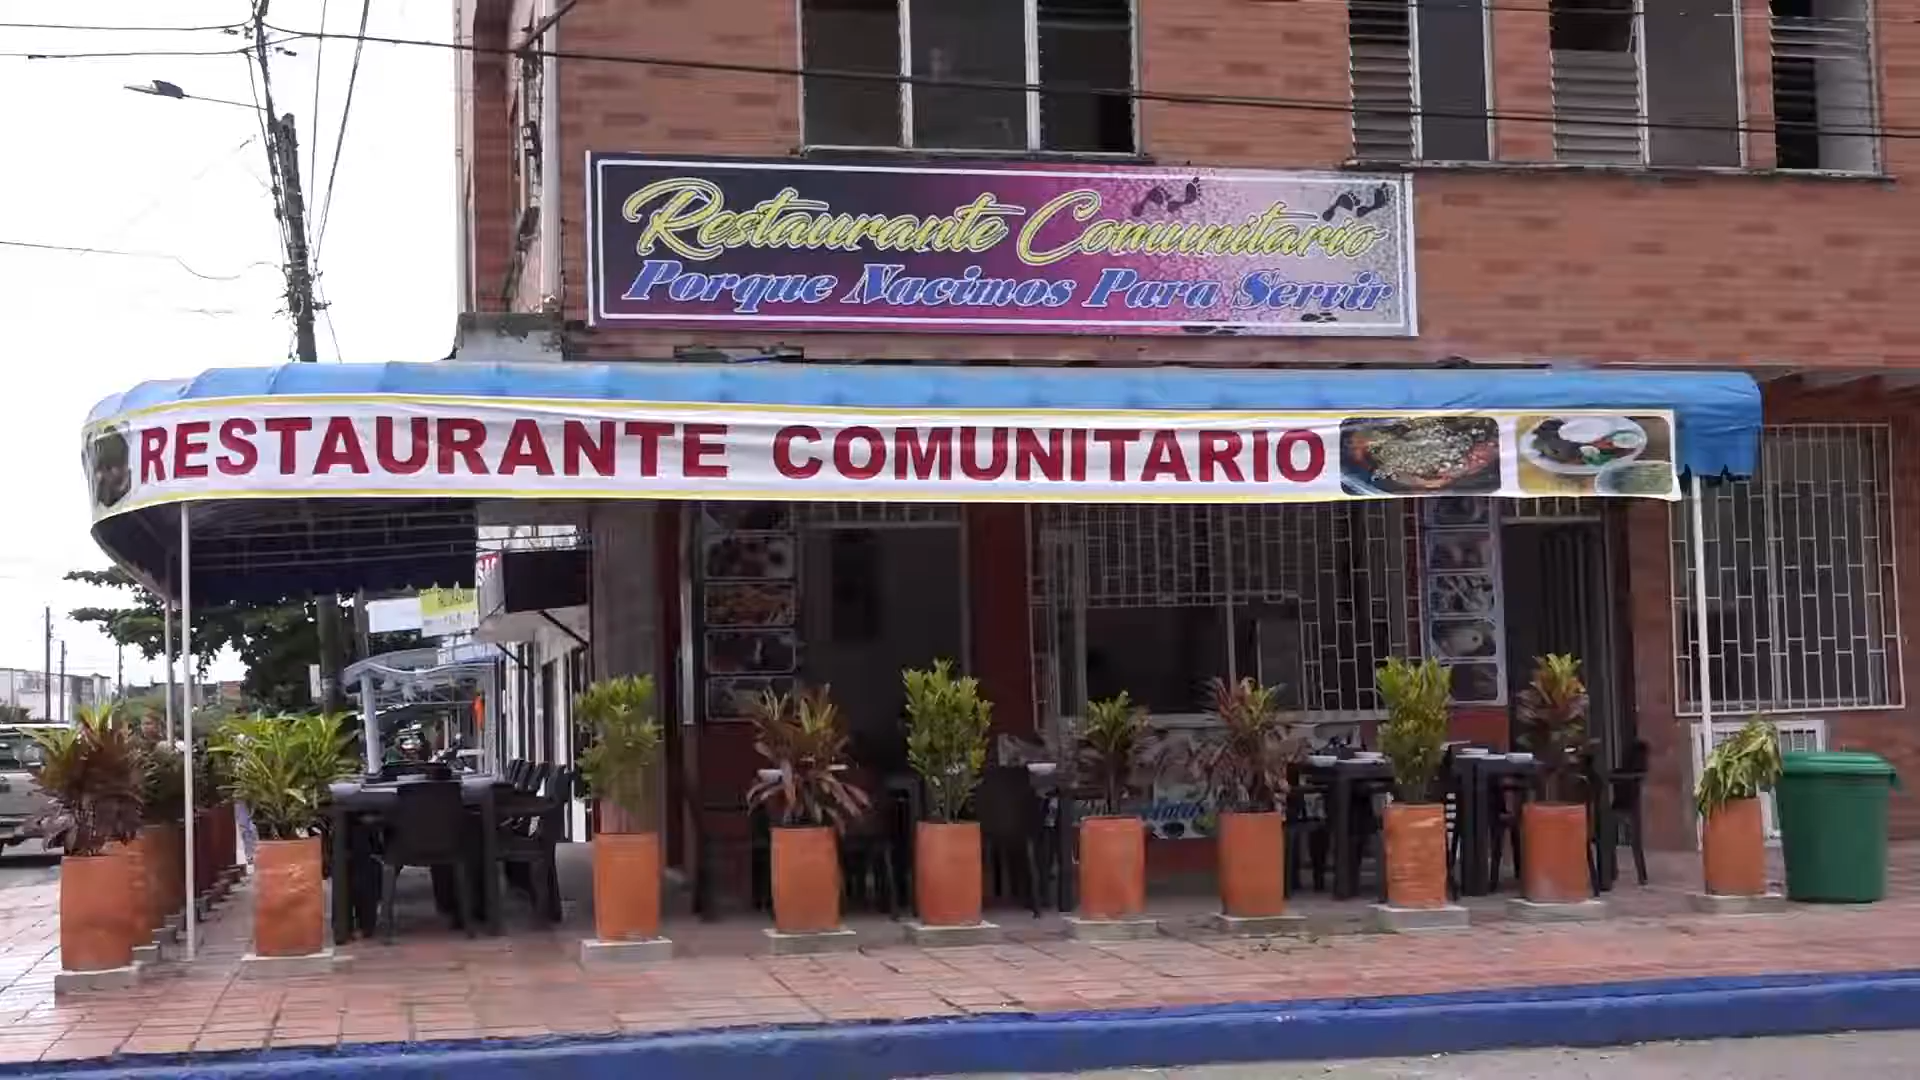 Restaurante Comunitario
Porque Nacimos Para Servir
RESTAURANTE COMUNITARIO